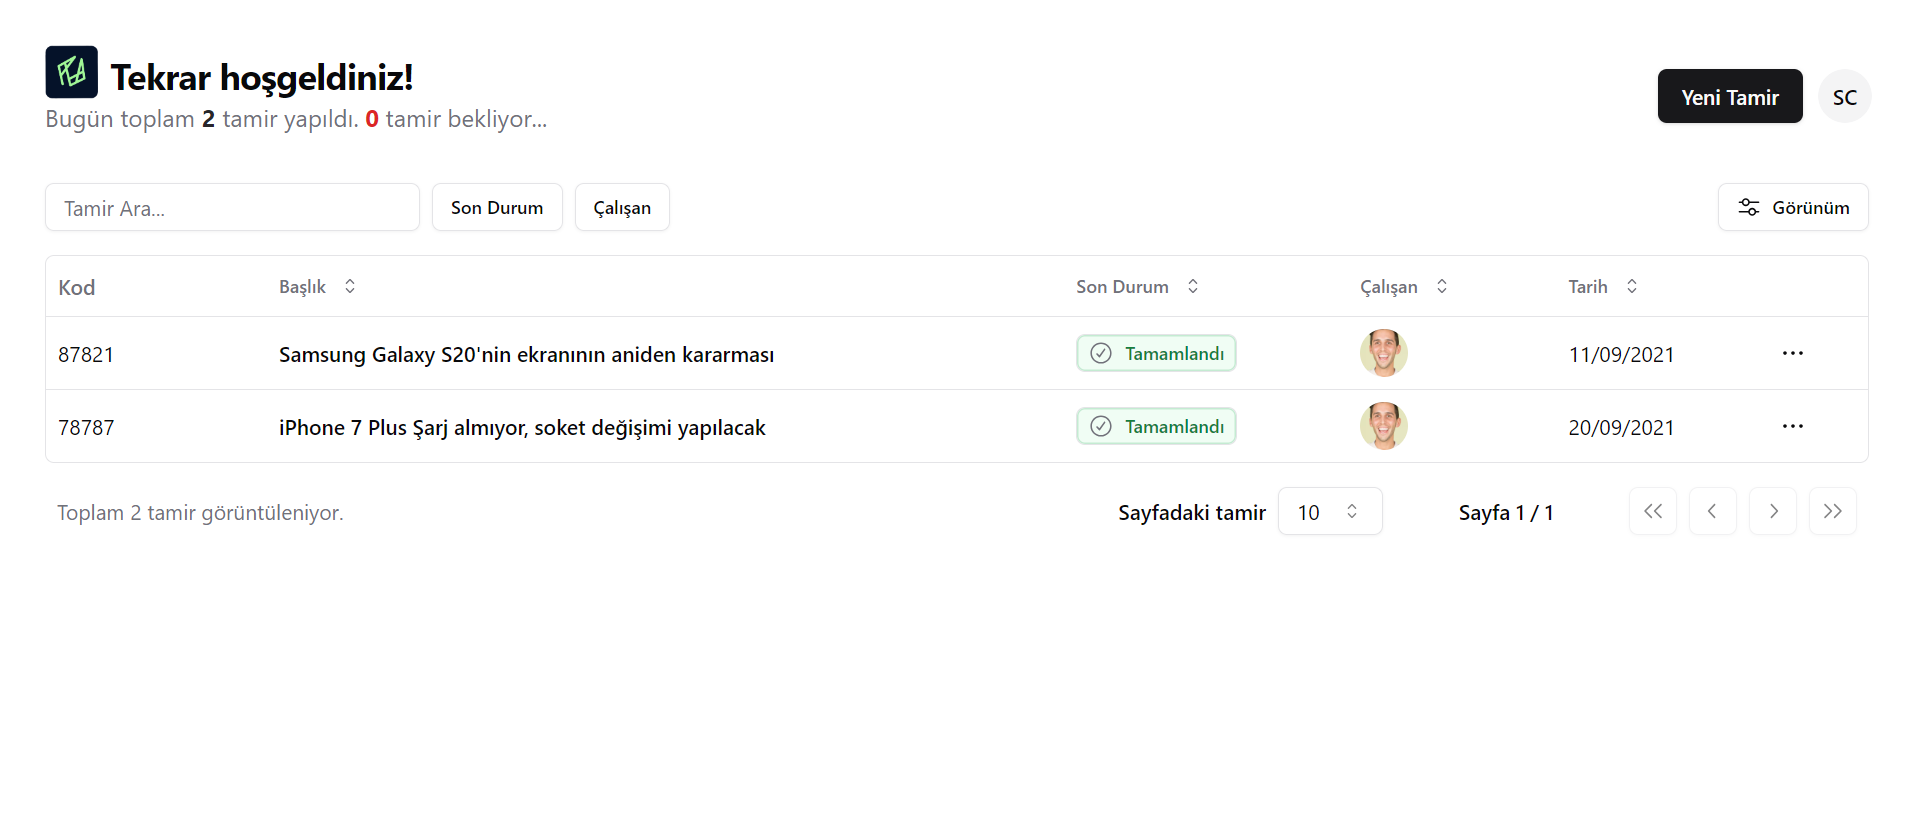 Tekrar hoşgeldiniz!
Bugün toplam 2 tamir yapıldı. 0 tamir bekliyor...
Yeni Tamir
SC
Tamir Ara...
Son Durum
Çalışan
Görünüm
Kod Başlık Son Durum Çalışan Tarih
87821 Samsung Galaxy S20'nin ekranının aniden kararması Tamamlandı 11/09/2021
78787 iPhone 7 Plus Şarj almıyor, soket değişimi yapılacak Tamamlandı 20/09/2021
Toplam 2 tamir görüntüleniyor.
Sayfadaki tamir 10
Sayfa 1 / 1